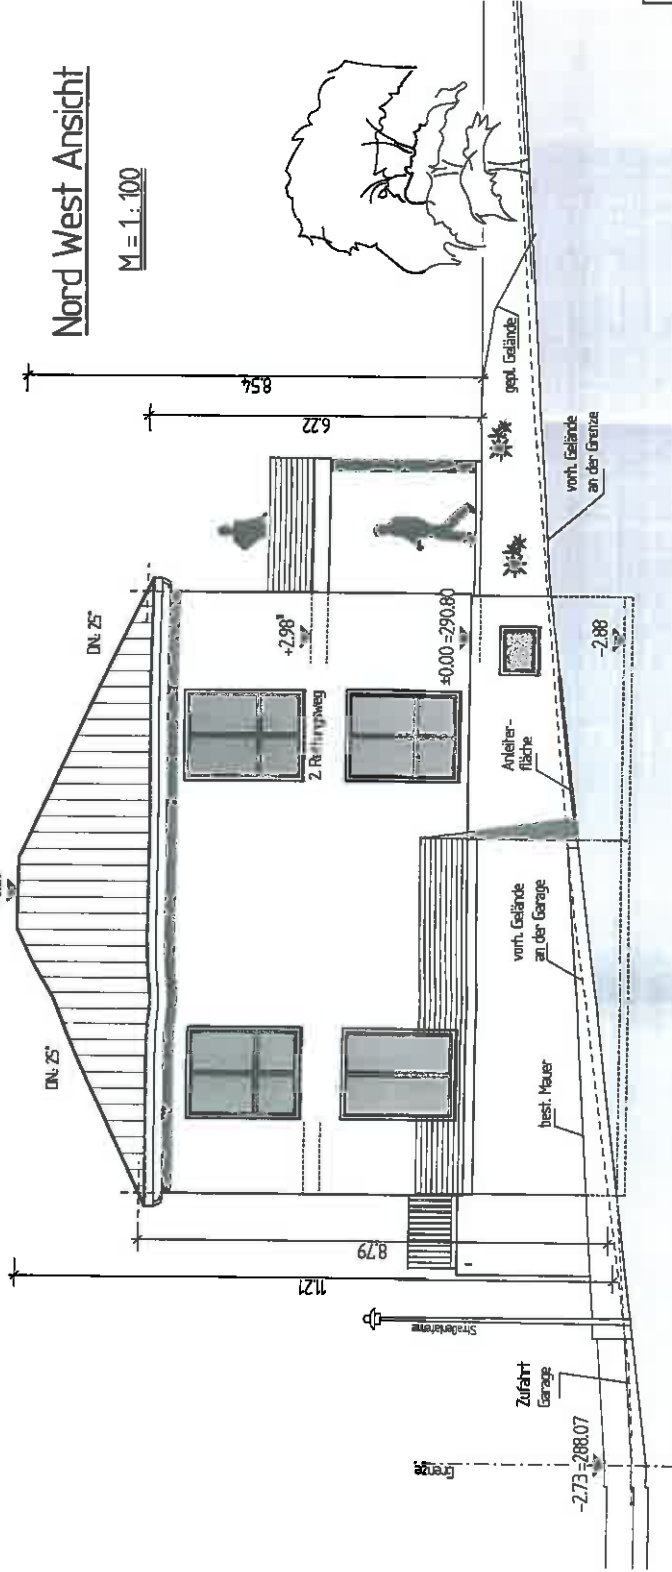 Nord West Ansicht
M = 1 : 100
DN: 25°
DN: 25°
8.54
6.22
11.21
8.79
+2.98⁵
2. Rettungsweg
±0.00 =290.80
-2.88
Anleiter-
fläche
gepl. Gelände
vorh. Gelände
an der Grenze
vorh. Gelände
an der Garage
best. Mauer
Straßenlaterne
Zufahrt
Garage
-2.73 =288.07
Grenze